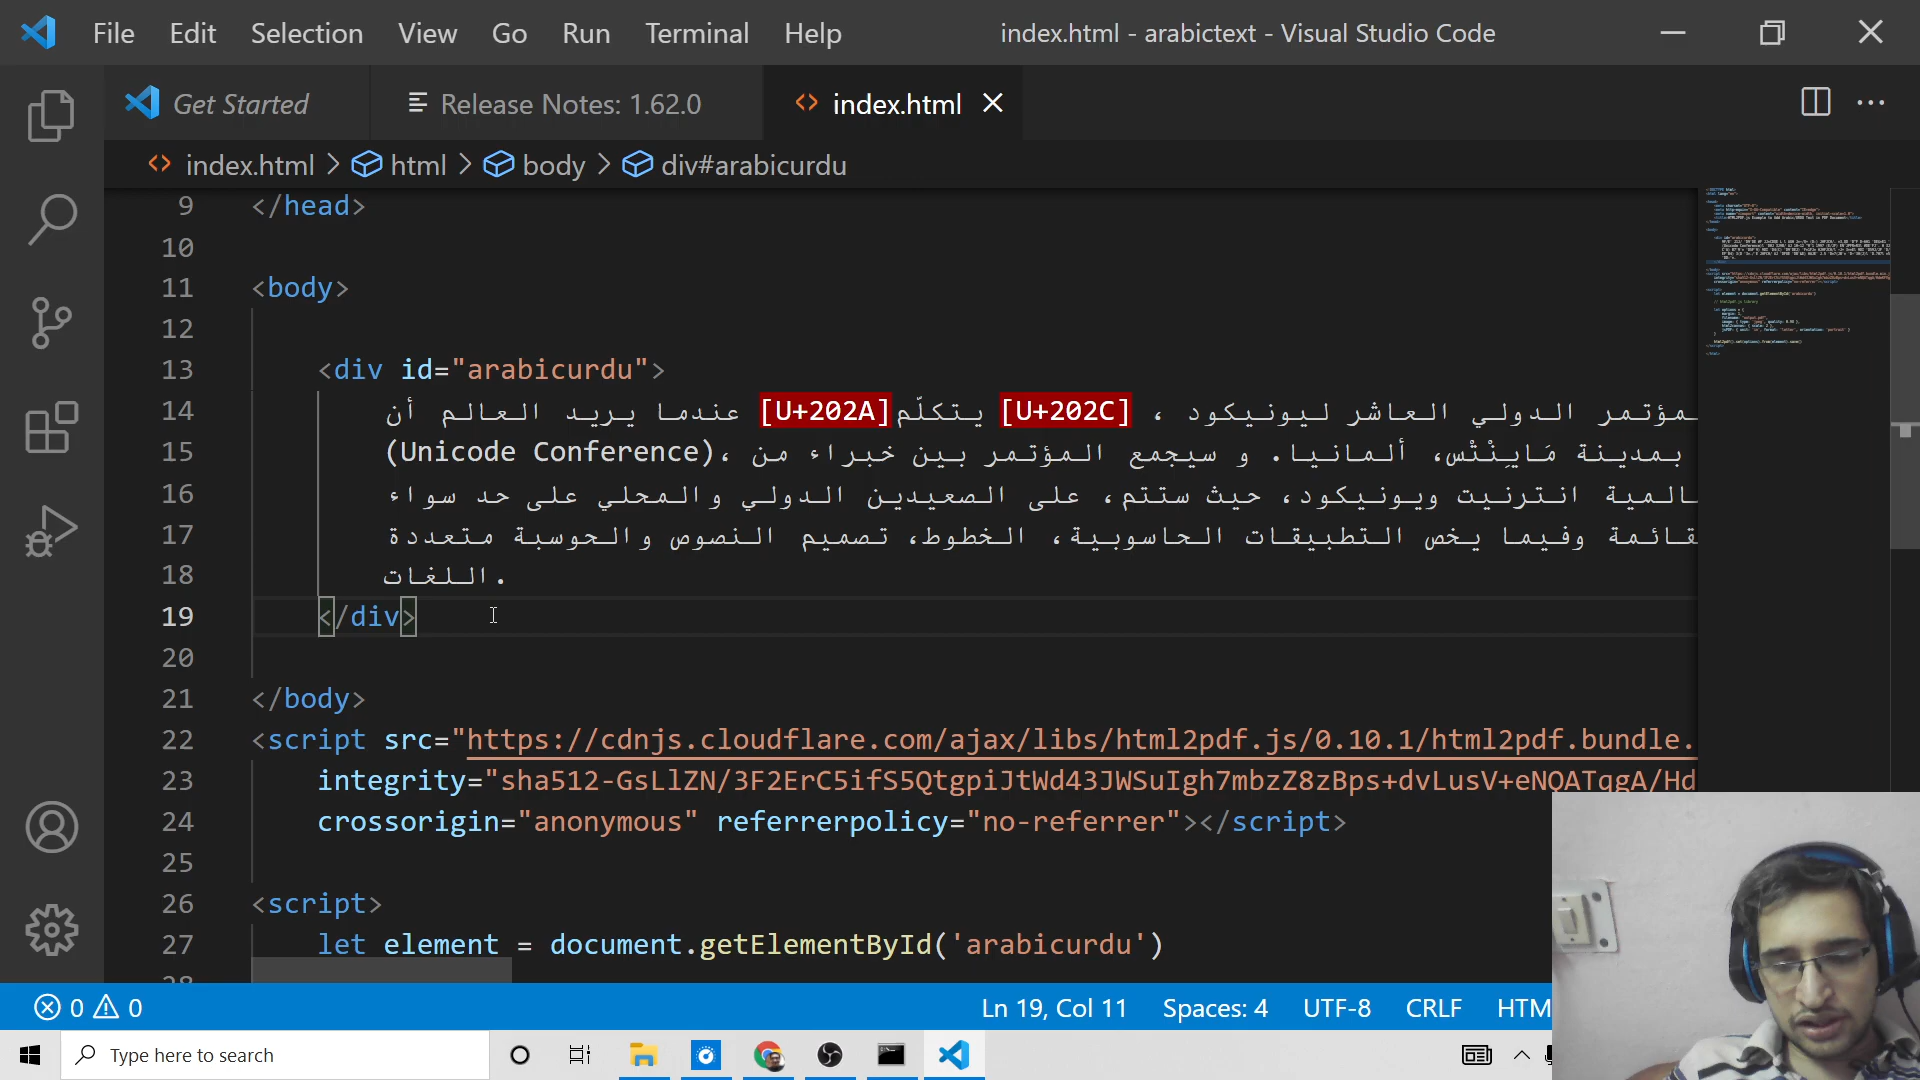 File Edit Selection View Go Run Terminal Help index.html - arabictext - Visual Studio Code
Get Started Release Notes: 1.62.0 index.html
index.html > html > body > div#arabicurdu
9 </head>
10
11 <body>
12
13 <div id="arabicurdu">
14 عندما يريد العالم أن [U+202A]يتكلّم [U+202C] ، ـمؤتمر الدولي العاشر ليونيكود
15 (Unicode Conference)، بمدينة مَايِنْتْس، ألمانيا. و سيجمع المؤتمر بين خبراء من
16 ـالمية انترنيت ويونيكود، حيث ستتم، على الصعيدين الدولي والمحلي على حد سواء
17 ـقائمة وفيما يخص التطبيقات الحاسوبية، الخطوط، تصميم النصوص والحوسبة متعددة
18 اللغات.
19 </div>
20
21 </body>
22 <script src="https://cdnjs.cloudflare.com/ajax/libs/html2pdf.js/0.10.1/html2pdf.bundle.
23 integrity="sha512-GsLlZN/3F2ErC5ifS5QtgpiJtWd43JWSuIgh7mbzZ8zBps+dvLusV+eNQATqgA/Hd
24 crossorigin="anonymous" referrerpolicy="no-referrer"></script>
25
26 <script>
27 let element = document.getElementById('arabicurdu')
28
0 0 Ln 19, Col 11 Spaces: 4 UTF-8 CRLF HTM
Type here to search